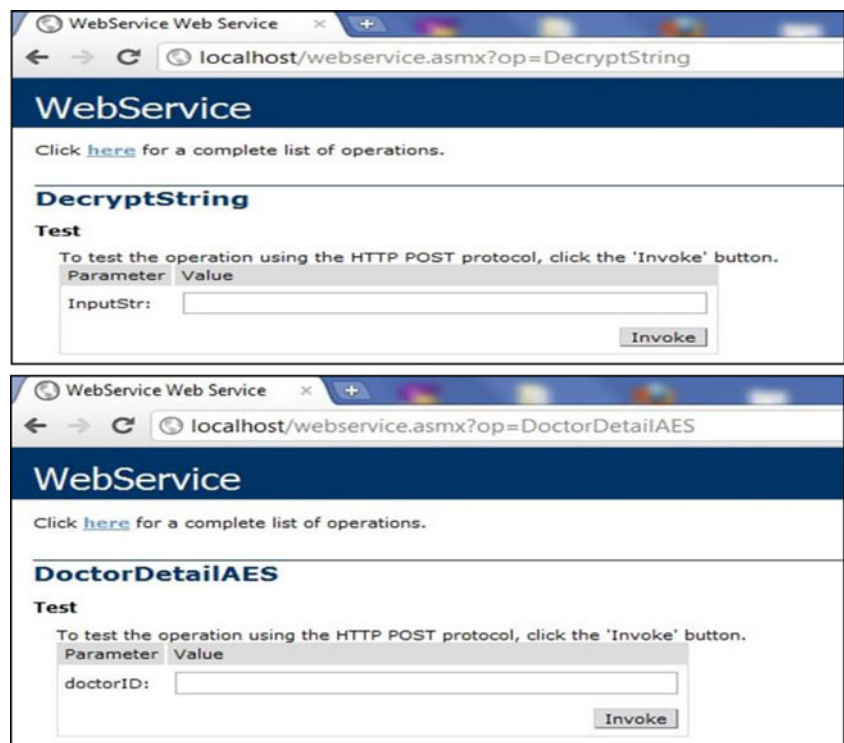 WebService Web Service
localhost/webservice.asmx?op=DecryptString
WebService
Click here for a complete list of operations.
DecryptString
Test
To test the operation using the HTTP POST protocol, click the 'Invoke' button.
Parameter Value
InputStr:
Invoke
WebService Web Service
localhost/webservice.asmx?op=DoctorDetailAES
WebService
Click here for a complete list of operations.
DoctorDetailAES
Test
To test the operation using the HTTP POST protocol, click the 'Invoke' button.
Parameter Value
doctorID:
Invoke